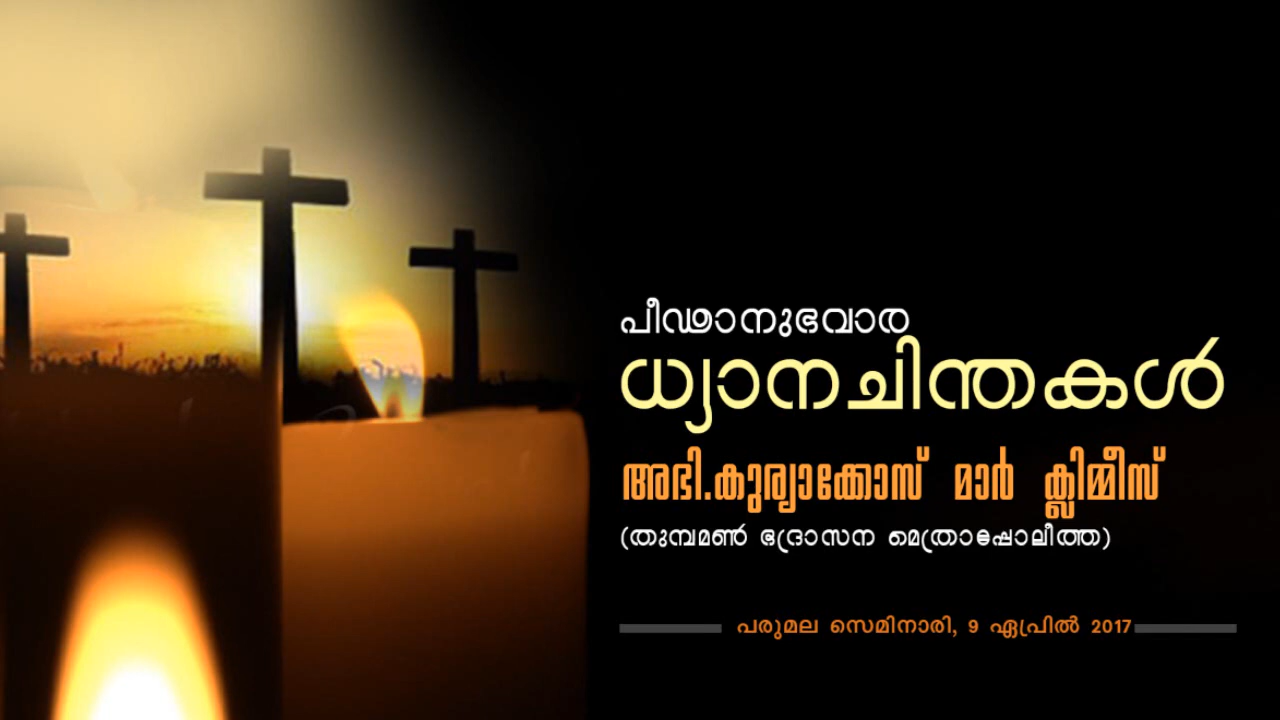 പീഢാനുഭവാര
ധ്യാനചിന്തകൾ
അഭി.കുര്യാക്കോസ് മാർ ക്ലിമ്മീസ്
(തുമ്പമൺ ഭദ്രാസന മെത്രാപ്പോലീത്ത)
പരുമല സെമിനാരി, 9 ഏപ്രിൽ 2017